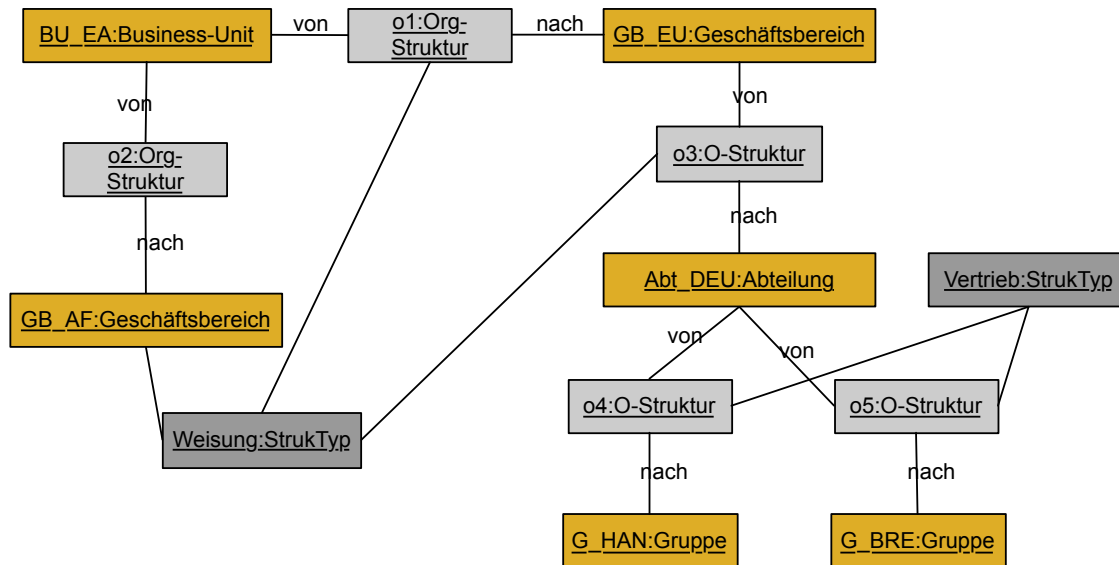 BU_EA:Business-Unit
von
o1:Org-
Struktur
nach
GB_EU:Geschäftsbereich
von
von
o2:Org-
Struktur
o3:O-Struktur
nach
nach
GB_AF:Geschäftsbereich
Abt_DEU:Abteilung
Vertrieb:StrukTyp
von
von
o4:O-Struktur
o5:O-Struktur
Weisung:StrukTyp
nach
nach
G_HAN:Gruppe
G_BRE:Gruppe